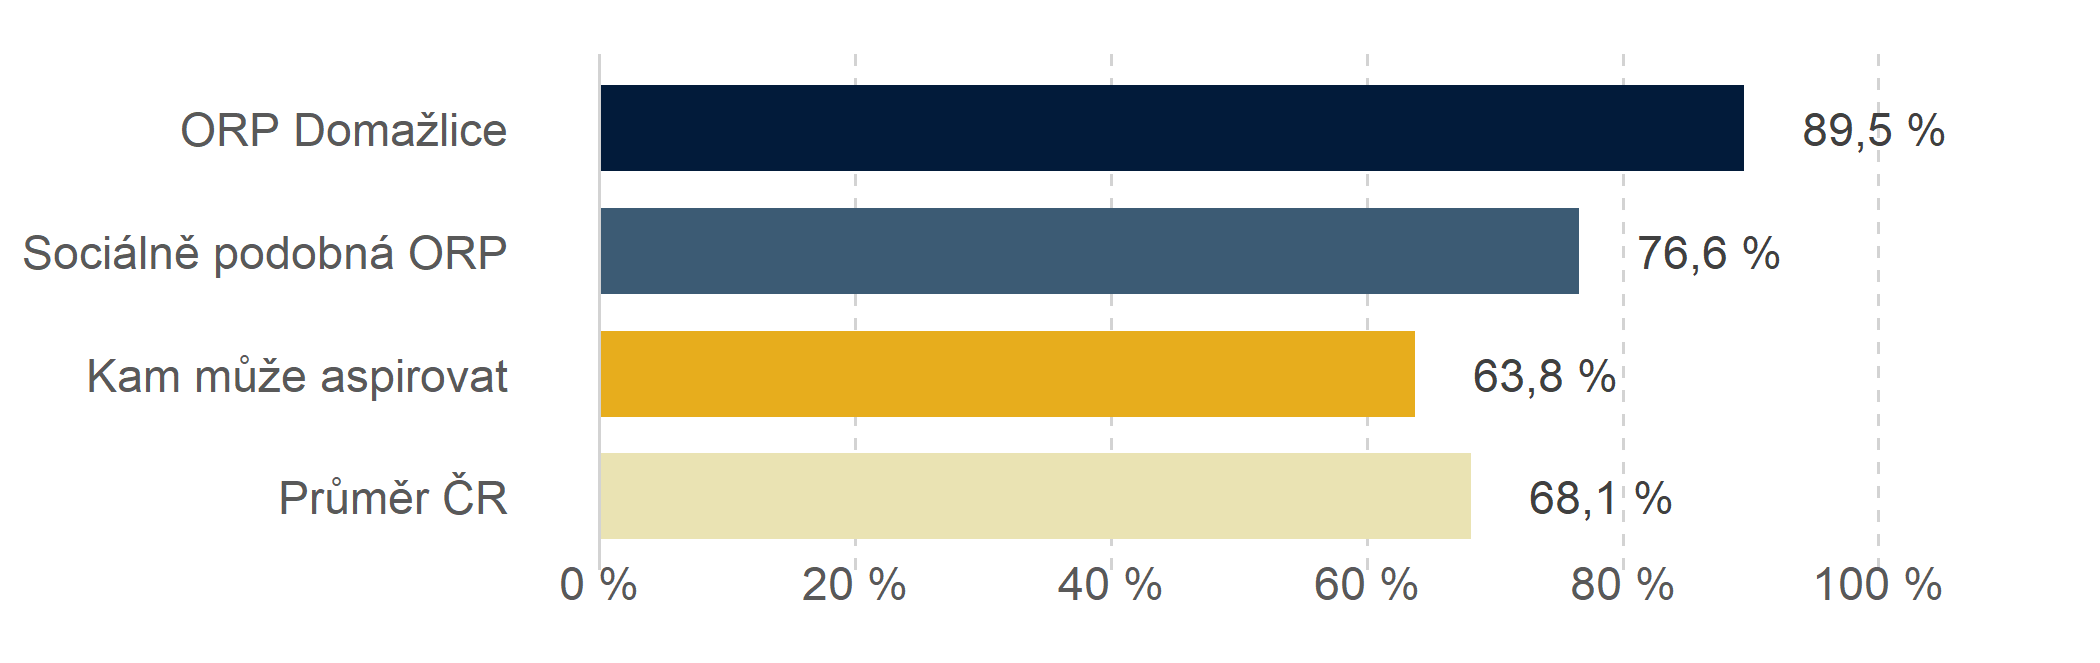 ORP Domažlice
89,5 %
Sociálně podobná ORP
76,6 %
Kam může aspirovat
63,8 %
Průměr ČR
68,1 %
0 %
20 %
40 %
60 %
80 %
100 %